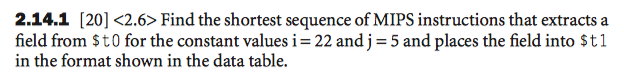 2.14.1 [20] <2.6> Find the shortest sequence of MIPS instructions that extracts a
field from $t0 for the constant values i = 22 and j = 5 and places the field into $t1
in the format shown in the data table.